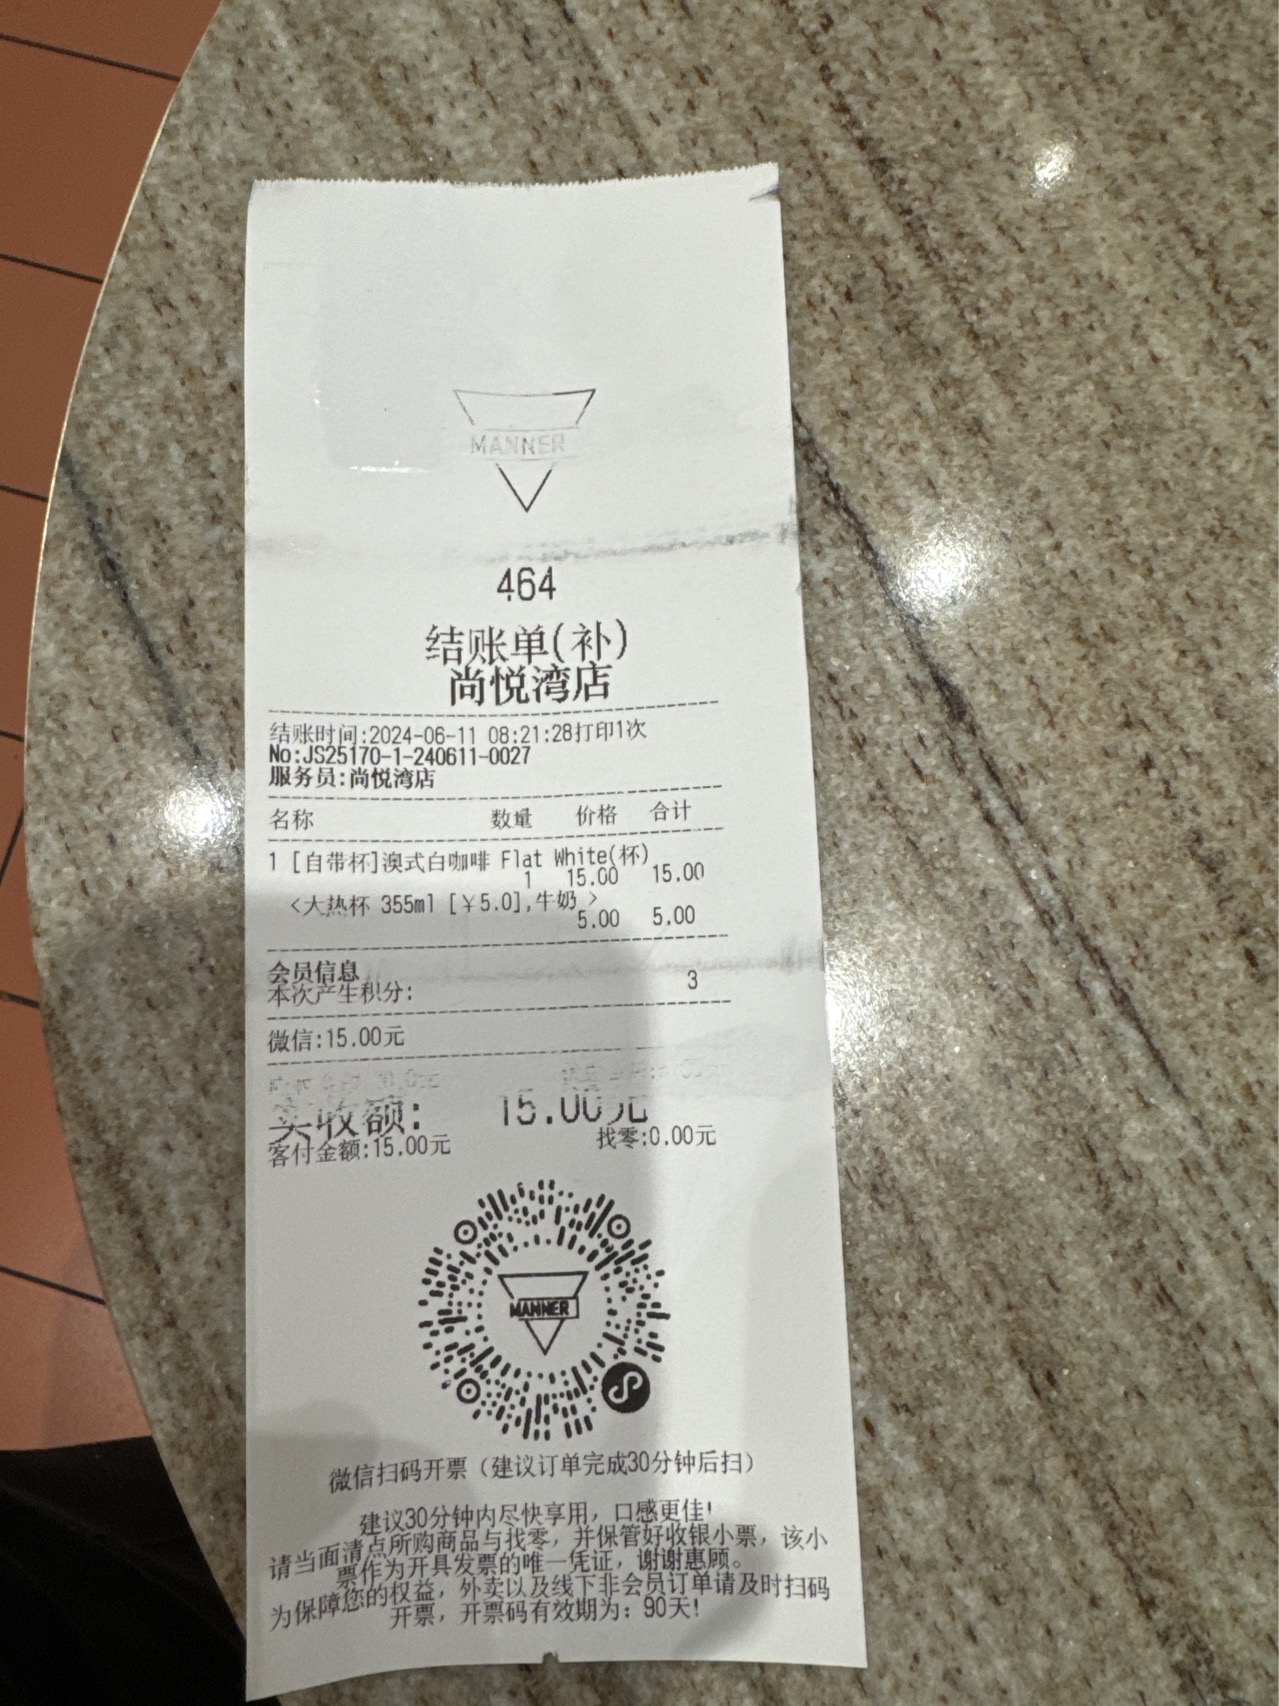 MANNER
464
结账单(补)
尚悦湾店
结账时间:2024-06-11 08:21:28打印1次
No:JS25170-1-240611-0027
服务员:尚悦湾店
名称 数量 价格 合计
1 [自带杯]澳式白咖啡 Flat White(杯)
1 15.00 15.00
<大热杯 355ml [￥5.0],牛奶 >
5.00 5.00
会员信息
本次产生积分: 3
微信:15.00元
实收额: 15.00元
客付金额:15.00元 找零:0.00元
MANNER
微信扫码开票（建议订单完成30分钟后扫）
建议30分钟内尽快享用，口感更佳!
请当面清点所购商品与找零，并保管好收银小票，该小
票作为开具发票的唯一凭证，谢谢惠顾。
为保障您的权益，外卖以及线下非会员订单请及时扫码
开票，开票码有效期为：90天!